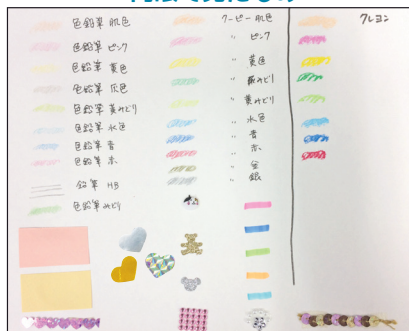 色鉛筆 肌色
色鉛筆 ピンク
色鉛筆 黄色
色鉛筆 灰色
色鉛筆 黄みどり
色鉛筆 水色
色鉛筆 青
色鉛筆 赤
鉛筆 HB
色鉛筆 みどり
クーピー 肌色
〃 ピンク
〃 黄色
〃 みどり
〃 黄みどり
〃 水色
〃 青
〃 赤
〃 金
〃 銀
クレヨン